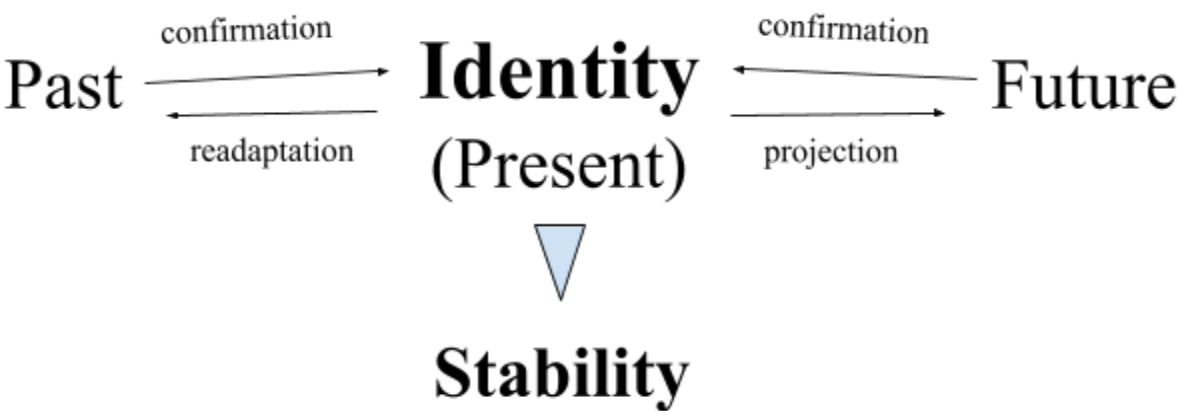 confirmation
confirmation
Past
Identity
Future
readaptation
(Present)
projection
Stability